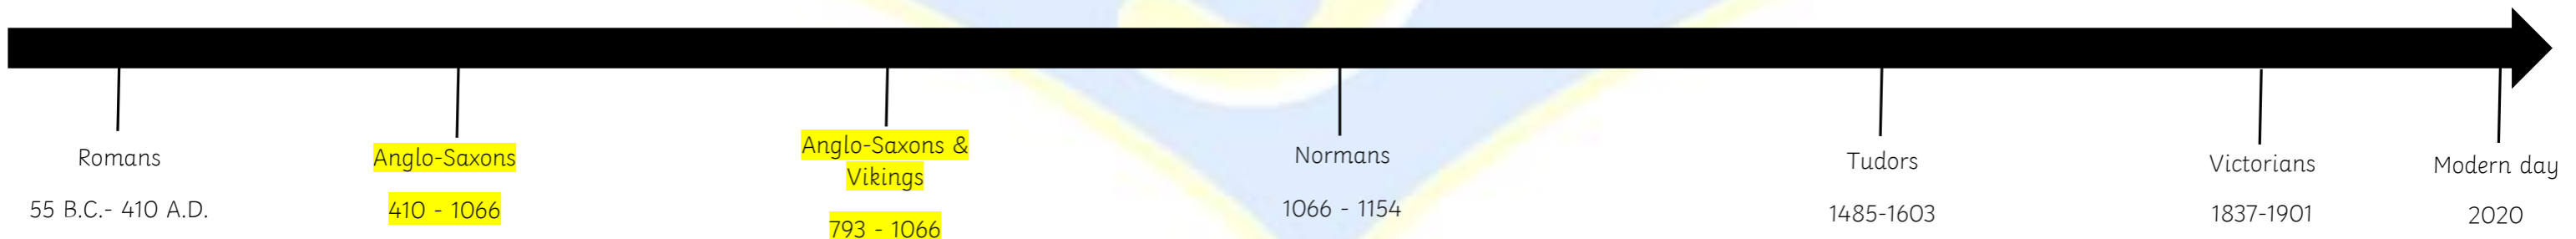 Romans
55 B.C.- 410 A.D.
Anglo-Saxons
410 - 1066
Anglo-Saxons &
Vikings
793 - 1066
Normans
1066 - 1154
Tudors
1485-1603
Victorians
1837-1901
Modern day
2020